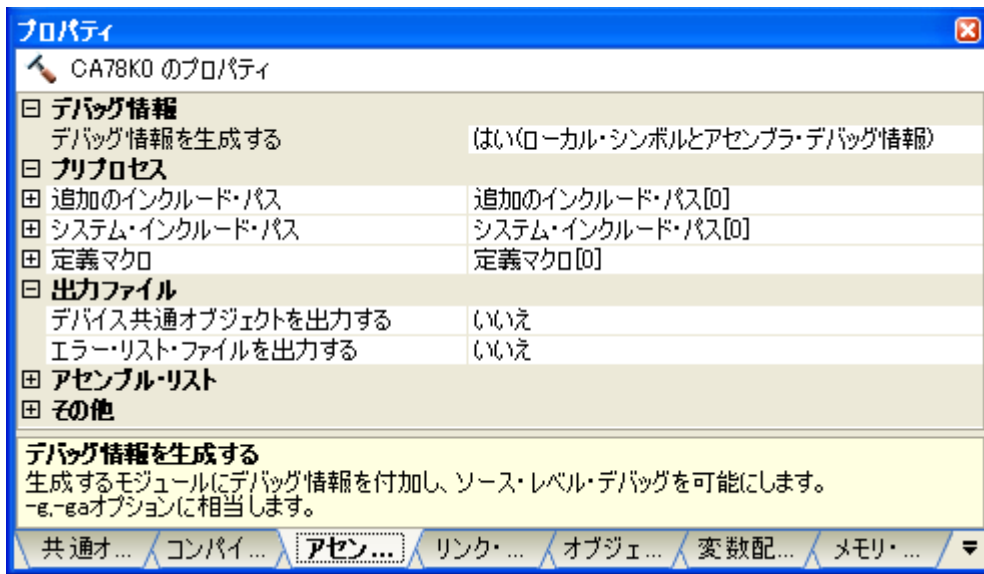 プロパティ
CA78K0 のプロパティ
デバッグ情報
デバッグ情報を生成する はい(ローカル・シンボルとアセンブラ・デバッグ情報)
プリプロセス
追加のインクルード・パス 追加のインクルード・パス[0]
システム・インクルード・パス システム・インクルード・パス[0]
定義マクロ 定義マクロ[0]
出力ファイル
デバイス共通オブジェクトを出力する いいえ
エラー・リスト・ファイルを出力する いいえ
アセンブル・リスト
その他
デバッグ情報を生成する
生成するモジュールにデバッグ情報を付加し、ソース・レベル・デバッグを可能にします。
-g,-gaオプションに相当します。
共通オ... コンパイ... アセン... リンク・... オブジェ... 変数配... メモリ・...